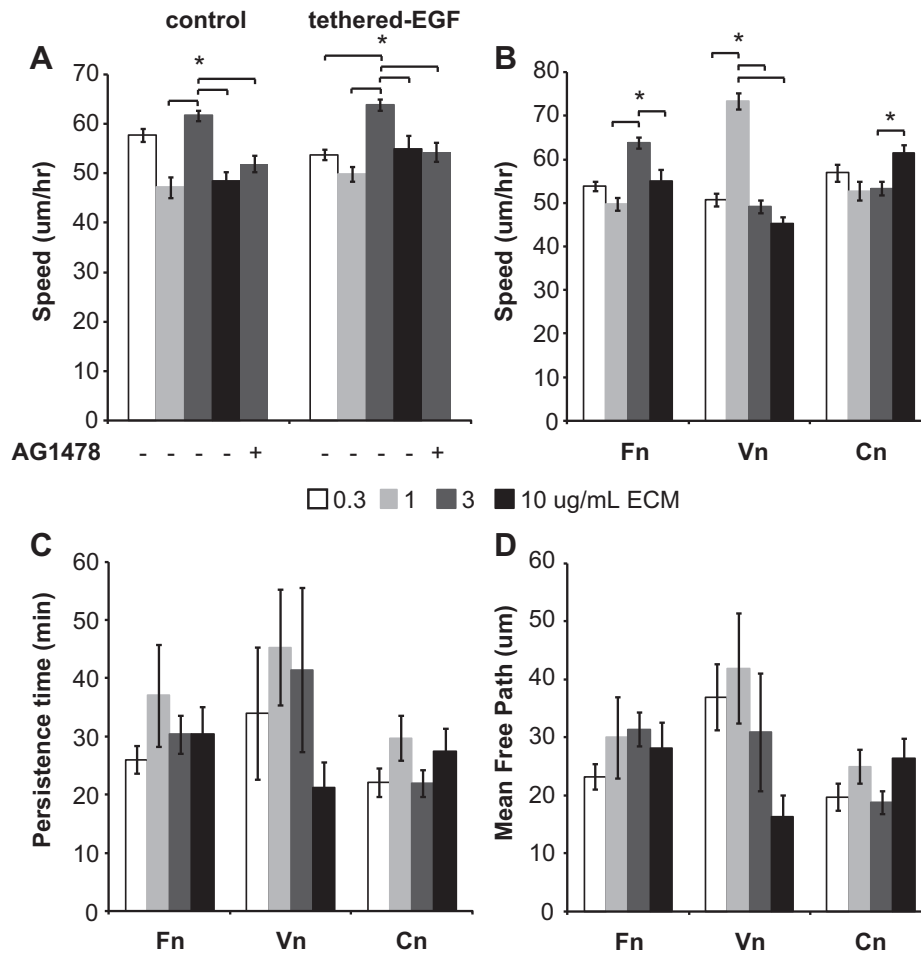 control tethered-EGF
A B
* * * * *
Speed (um/hr)
70
60
50
40
30
20
10
0
Speed (um/hr)
80
70
60
50
40
30
20
10
0
AG1478 - - - - + - - - - +
Fn Vn Cn
0.3 1 3 10 ug/mL ECM
C D
Persistence time (min)
60
50
40
30
20
10
0
Fn Vn Cn
Mean Free Path (um)
60
50
40
30
20
10
0
Fn Vn Cn